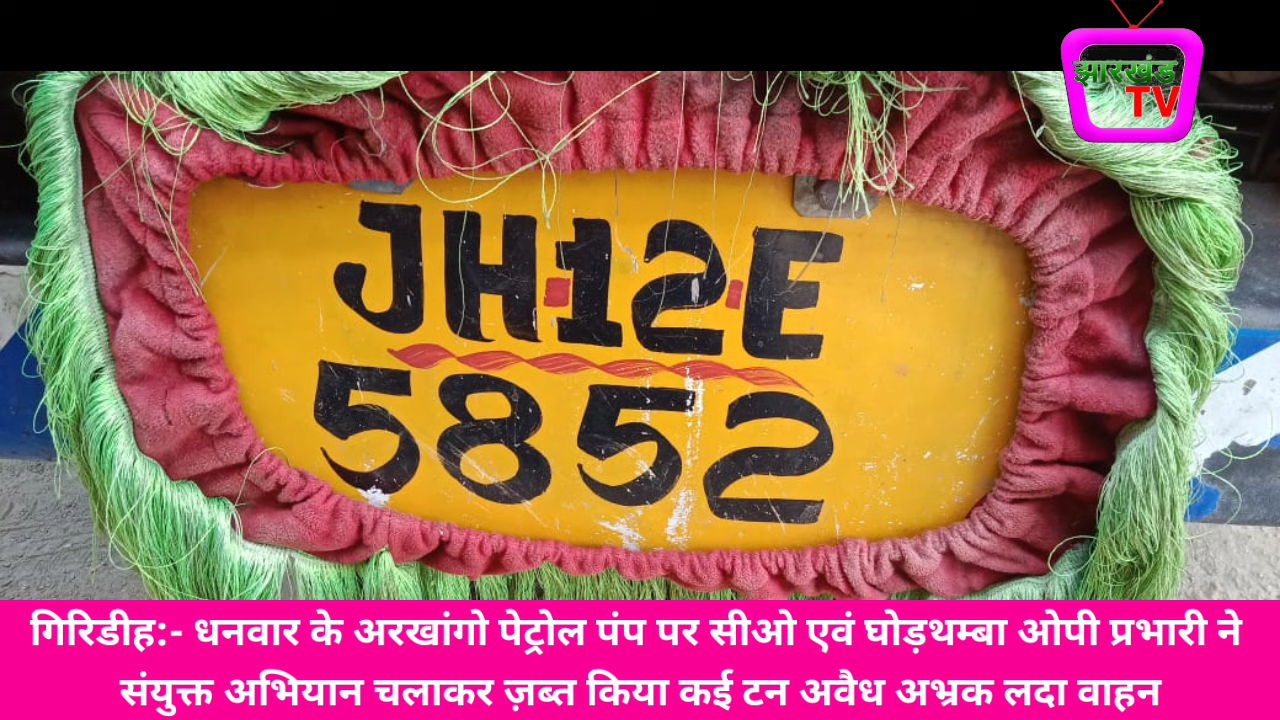 झारखंड
TV
JH·12·E
5852
गिरिडीह:- धनवार के अरखांगो पेट्रोल पंप पर सीओ एवं घोड़थम्बा ओपी प्रभारी ने
संयुक्त अभियान चलाकर ज़ब्त किया कई टन अवैध अभ्रक लदा वाहन